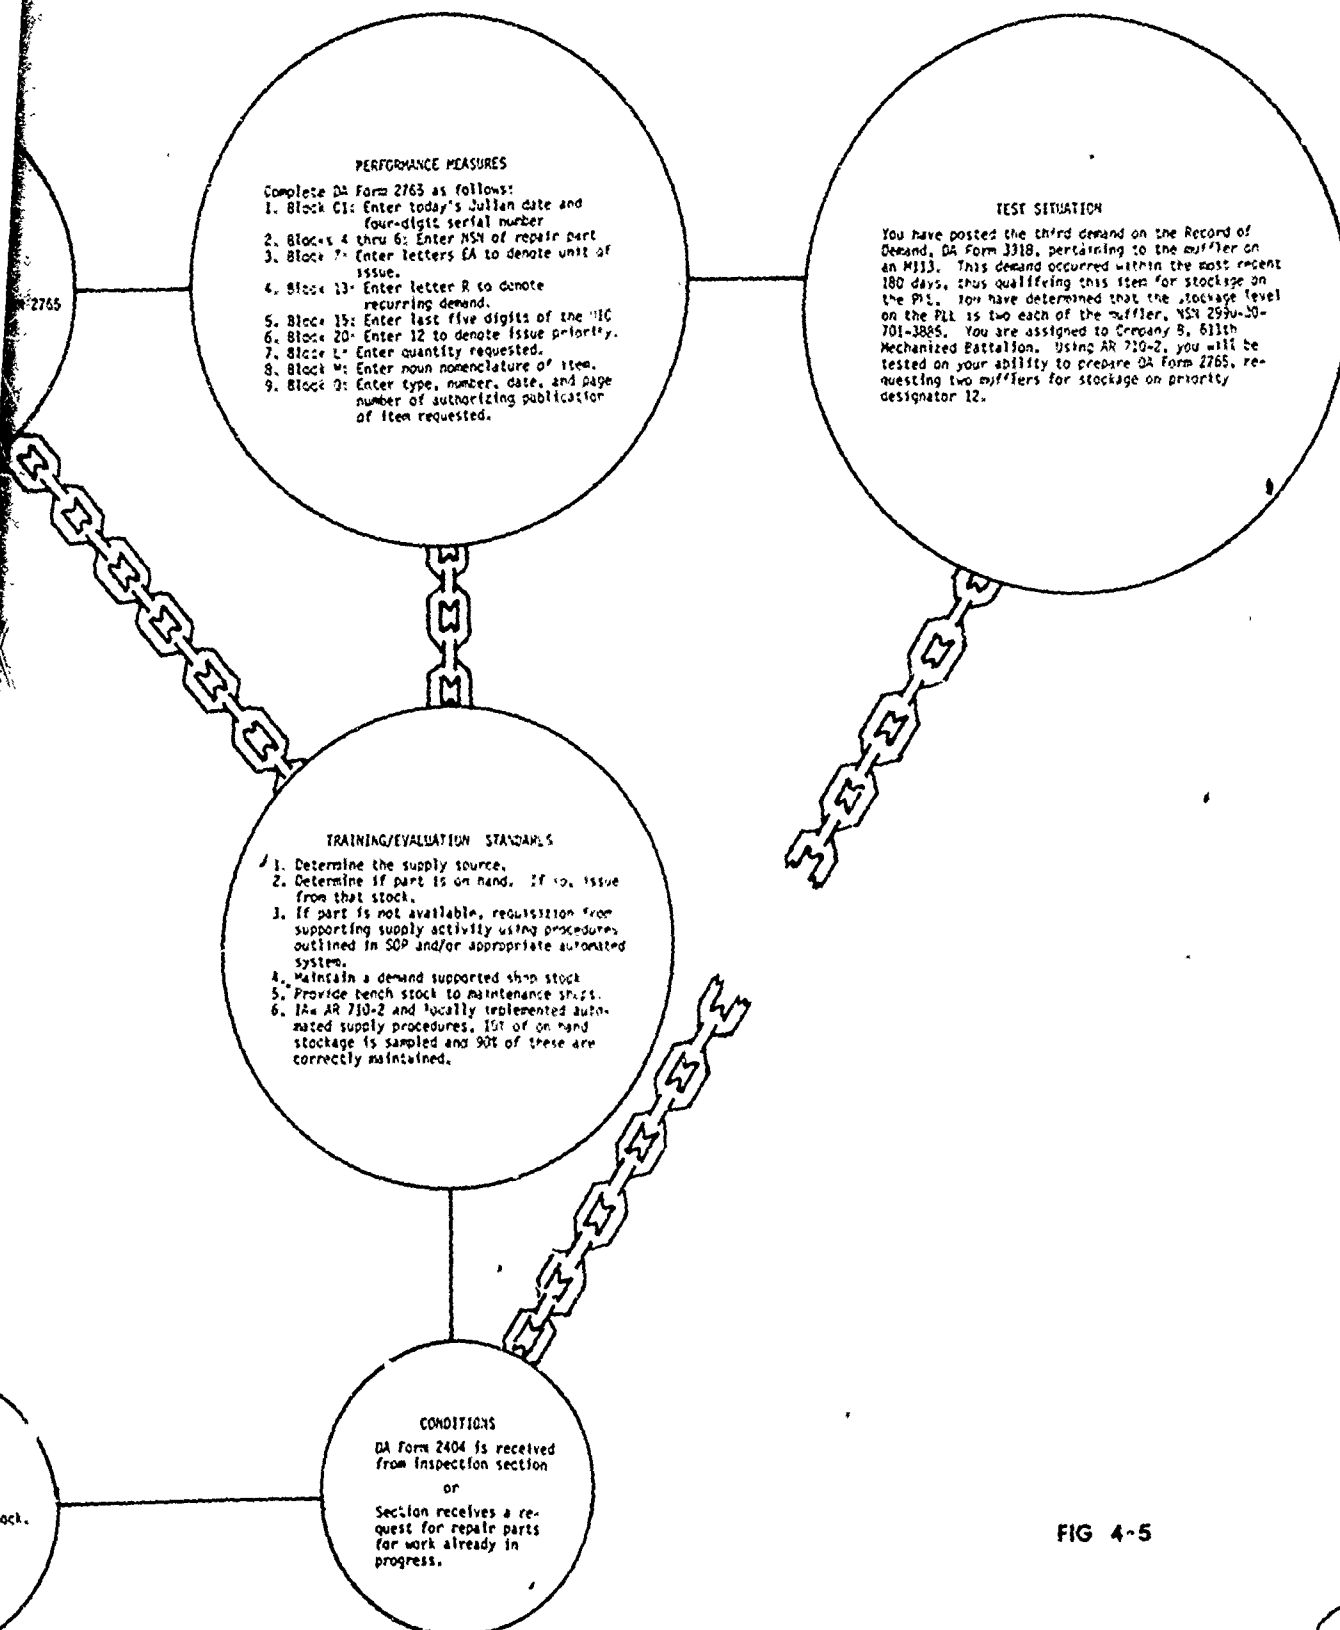 PERFORMANCE MEASURES
Complete DA Form 2765 as follows:
1. Block C1: Enter today's Julian date and
four-digit serial number
2. Blocks 4 thru 6: Enter NSN of repair part
3. Block 7: Enter letters EA to denote unit of
issue.
4. Block 13: Enter letter R to denote
recurring demand.
5. Block 15: Enter last five digits of the UIC
6. Block 20: Enter 12 to denote issue priority.
7. Block L: Enter quantity requested.
8. Block M: Enter noun nomenclature of item.
9. Block O: Enter type, number, date, and page
number of authorizing publication
of item requested.
TEST SITUATION
You have posted the third demand on the Record of
Demand, DA Form 3318, pertaining to the muffler on
an M113. This demand occurred within the most recent
180 days, thus qualifying this item for stockage on
the PLL. You have determined that the stockage level
on the PLL is two each of the muffler, NSN 2990-00-
701-3885. You are assigned to Company B, 611th
Mechanized Battalion. Using AR 710-2, you will be
tested on your ability to prepare DA Form 2765, re-
questing two mufflers for stockage on priority
designator 12.
2765
TRAINING/EVALUATION STANDARDS
1. Determine the supply source.
2. Determine if part is on hand. If so, issue
from that stock.
3. If part is not available, requisition from
supporting supply activity using procedures
outlined in SOP and/or appropriate automated
system.
4. Maintain a demand supported shop stock
5. Provide bench stock to maintenance shops.
6. IAW AR 710-2 and locally implemented auto-
mated supply procedures, 10% of on hand
stockage is sampled and 90% of these are
correctly maintained.
CONDITIONS
DA Form 2404 is received
from inspection section
or
Section receives a re-
quest for repair parts
for work already in
progress.
ock.
FIG 4-5